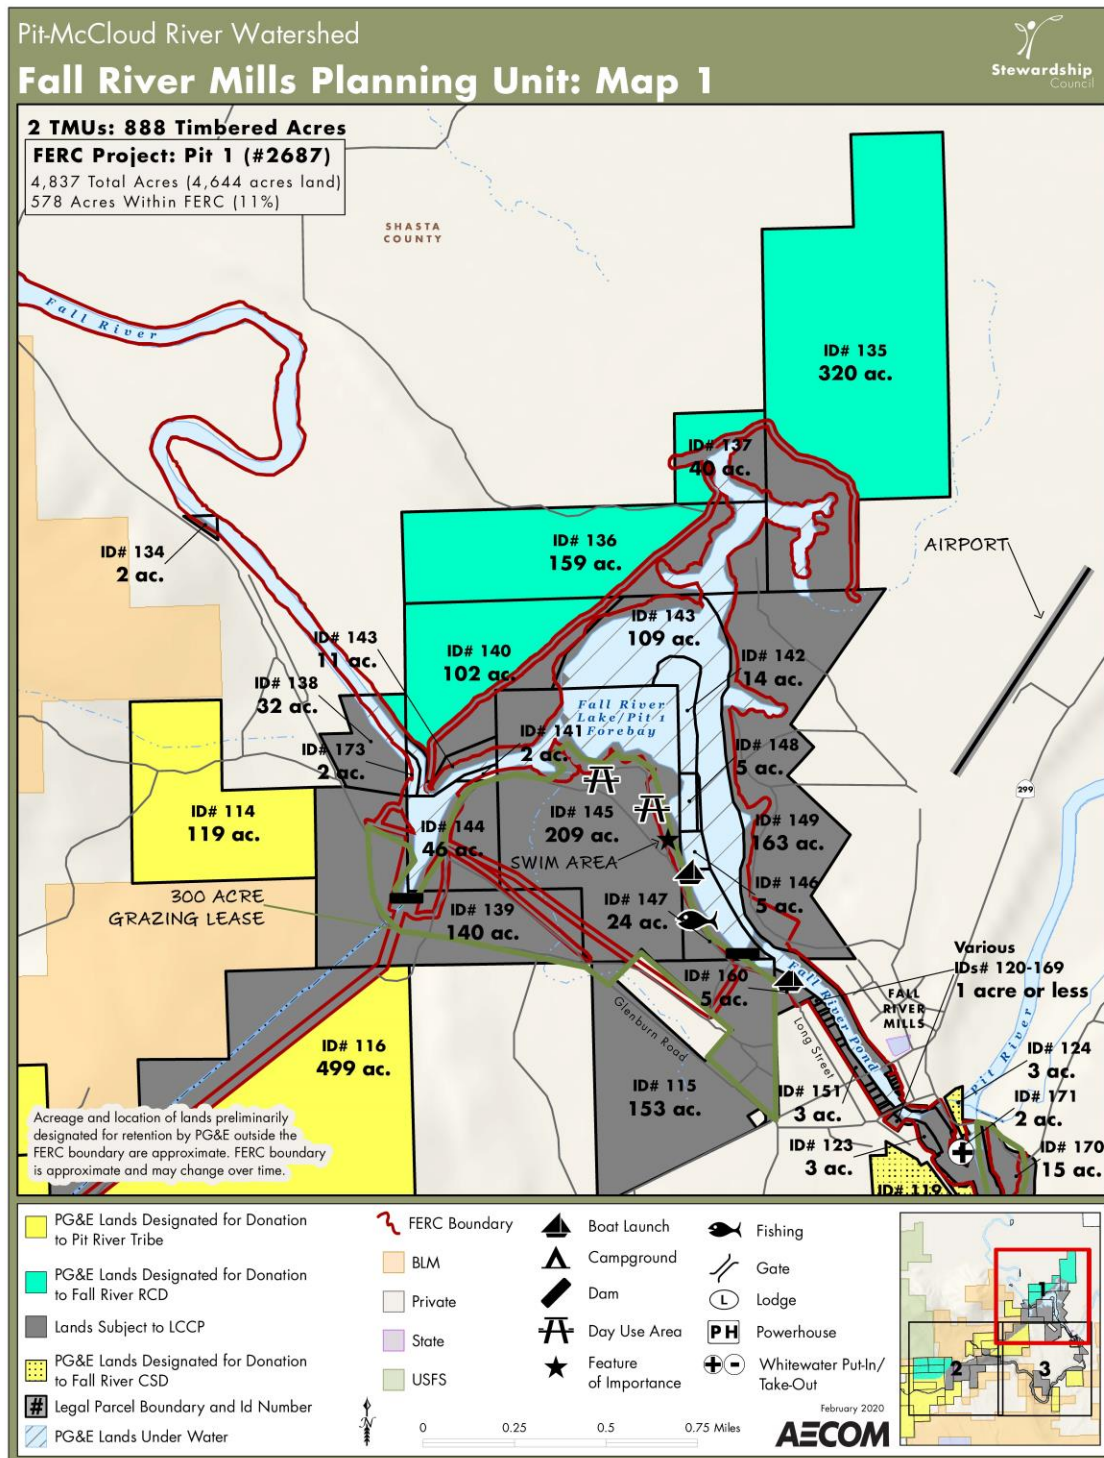 Pit-McCloud River Watershed
Fall River Mills Planning Unit: Map 1
Stewardship
Council
2 TMUs: 888 Timbered Acres
FERC Project: Pit 1 (#2687)
4,837 Total Acres (4,644 acres land)
578 Acres Within FERC (11%)
SHASTA
COUNTY
Fall River
ID# 135
320 ac.
ID# 137
40 ac.
ID# 134
2 ac.
ID# 136
159 ac.
AIRPORT
ID# 143
11 ac.
ID# 140
102 ac.
ID# 143
109 ac.
ID# 142
14 ac.
ID# 138
32 ac.
Fall River
Lake/Pit 1
Forebay
ID# 141
2 ac.
ID# 173
2 ac.
ID# 148
5 ac.
299
ID# 114
119 ac.
ID# 144
46 ac.
ID# 145
209 ac.
ID# 149
163 ac.
SWIM AREA
300 ACRE
GRAZING LEASE
ID# 139
140 ac.
ID# 147
24 ac.
ID# 146
5 ac.
Various
IDs# 120-169
1 acre or less
ID# 160
5 ac.
Fall River Pond
FALL
RIVER
MILLS
Glenburn Road
Long Street
Pit River
ID# 116
499 ac.
ID# 115
153 ac.
ID# 124
3 ac.
ID# 151
3 ac.
ID# 171
2 ac.
ID# 123
3 ac.
ID# 170
15 ac.
ID# 119
Acreage and location of lands preliminarily
designated for retention by PG&E outside the
FERC boundary are approximate. FERC boundary
is approximate and may change over time.
PG&E Lands Designated for Donation
to Pit River Tribe
PG&E Lands Designated for Donation
to Fall River RCD
Lands Subject to LCCP
PG&E Lands Designated for Donation
to Fall River CSD
# Legal Parcel Boundary and Id Number
PG&E Lands Under Water
FERC Boundary
BLM
Private
State
USFS
Boat Launch
Campground
Dam
Day Use Area
Feature
of Importance
Fishing
Gate
L Lodge
PH Powerhouse
Whitewater Put-In/
Take-Out
N
0 0.25 0.5 0.75 Miles
February 2020
AECOM
1
2
3